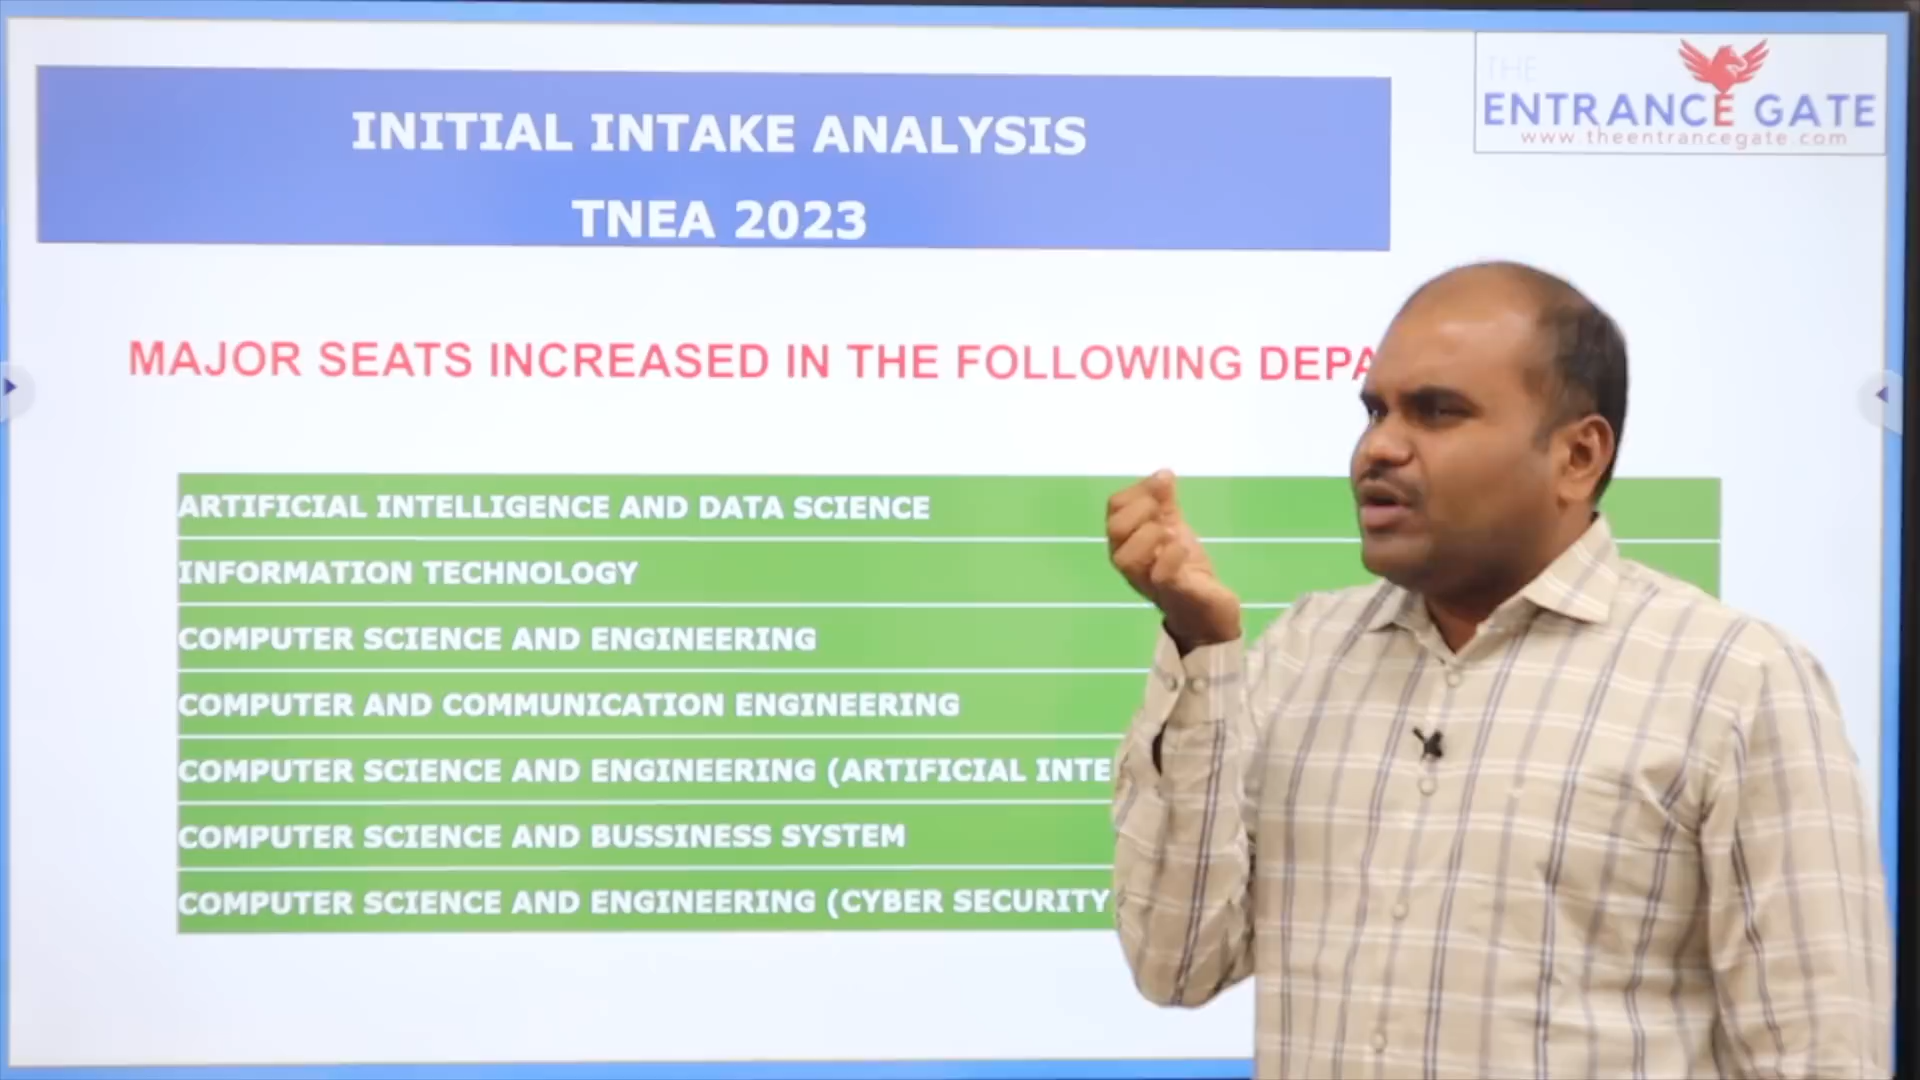 INITIAL INTAKE ANALYSIS
TNEA 2023
THE
ENTRANCE GATE
www.theentrancegate.com
MAJOR SEATS INCREASED IN THE FOLLOWING
ARTIFICIAL INTELLIGENCE AND DATA SCIENCE
INFORMATION TECHNOLOGY
COMPUTER SCIENCE AND ENGINEERING
COMPUTER AND COMMUNICATION ENGINEERING
COMPUTER SCIENCE AND ENGINEERING (ARTIFICIAL
COMPUTER SCIENCE AND BUSSINESS SYSTEM
COMPUTER SCIENCE AND ENGINEERING (CYBER SECURITY